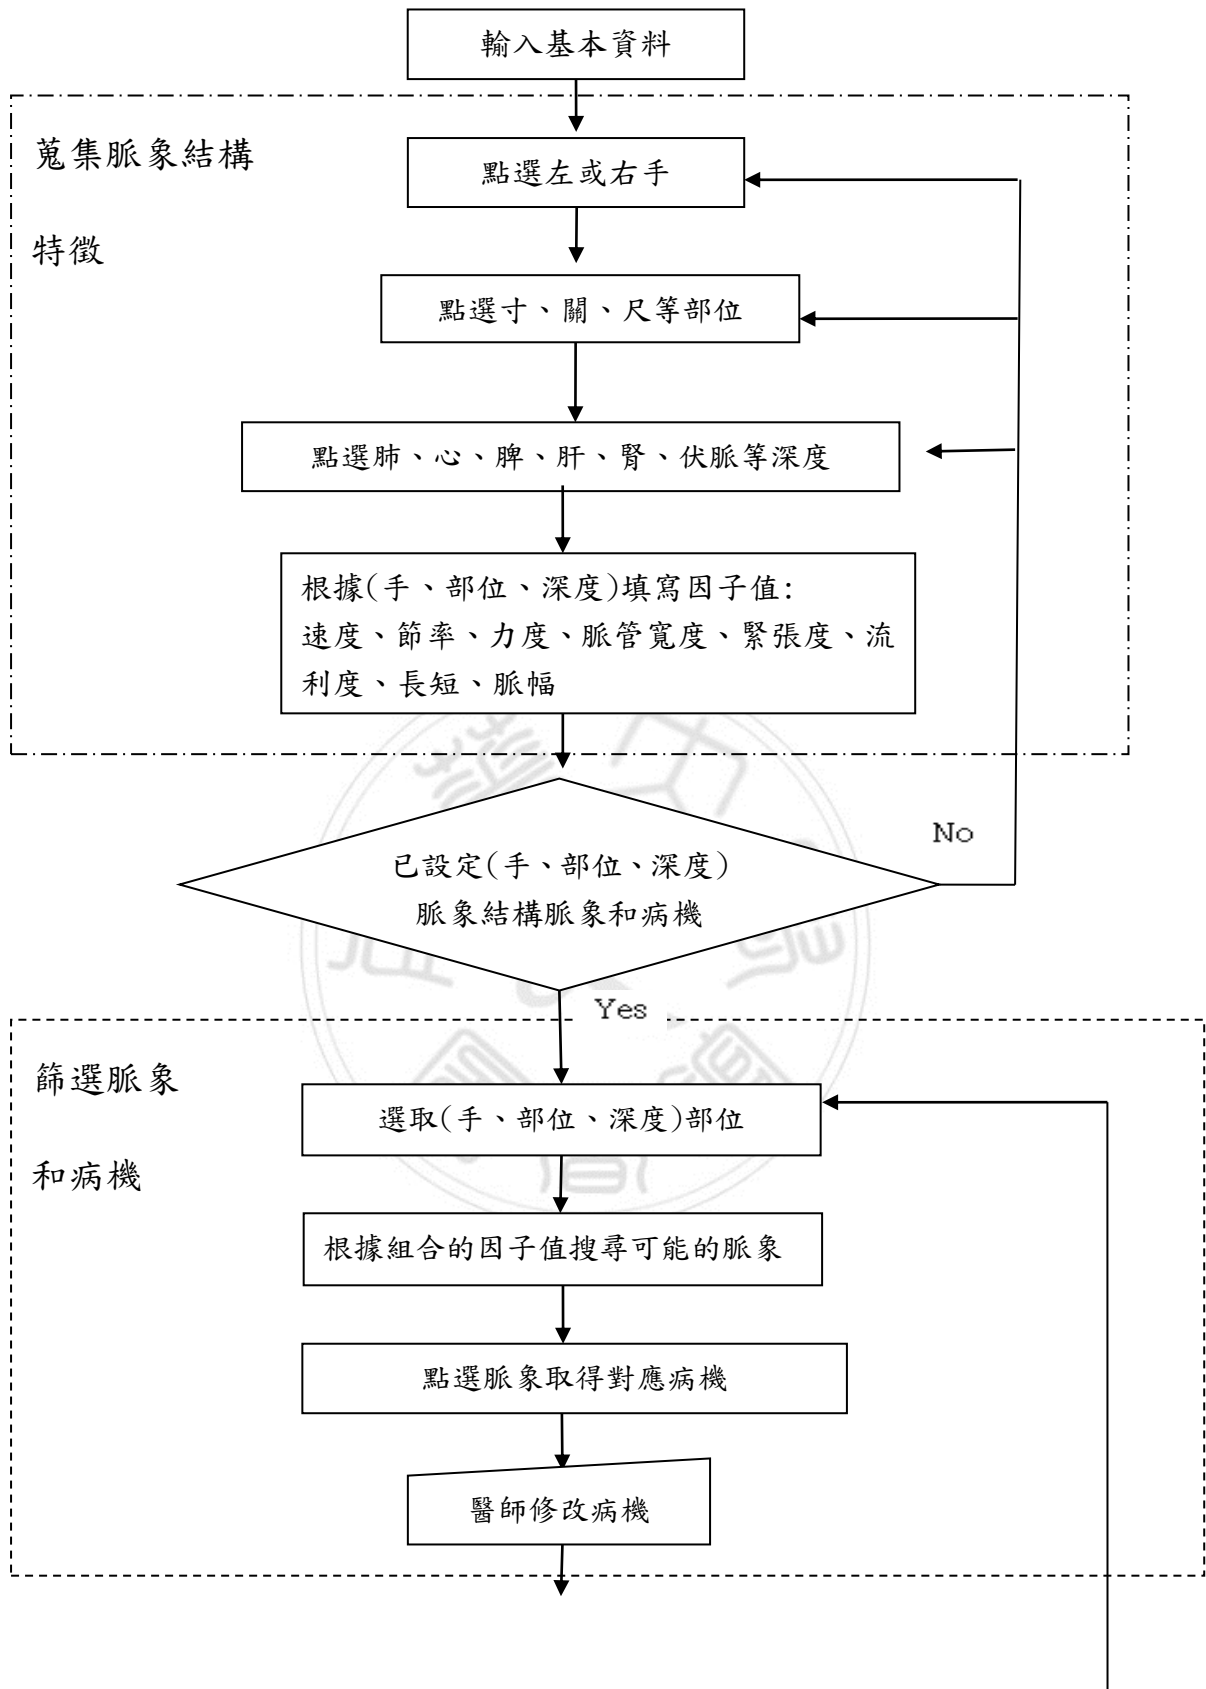 輸入基本資料
蒐集脈象結構
特徵
點選左或右手
點選寸、關、尺等部位
點選肺、心、脾、肝、腎、伏脈等深度
根據(手、部位、深度)填寫因子值:
速度、節率、力度、脈管寬度、緊張度、流
利度、長短、脈幅
No
已設定(手、部位、深度)
脈象結構脈象和病機
Yes
篩選脈象
和病機
選取(手、部位、深度)部位
根據組合的因子值搜尋可能的脈象
點選脈象取得對應病機
醫師修改病機